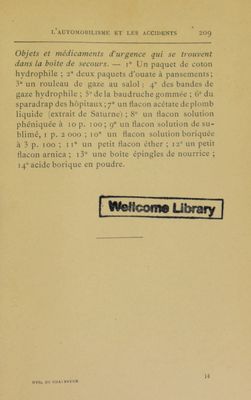 L'AUTOMOBILISME ET LES ACCIDENTS 209
Objets et médicaments d'urgence qui se trouvent
dans la boîte de secours. — 1° Un paquet de coton
hydrophile ; 2° deux paquets d'ouate à pansements ;
3° un rouleau de gaze au salol ; 4° des bandes de
gaze hydrophile ; 5° de la baudruche gommée ; 6° du
sparadrap des hôpitaux ; 7° un flacon acétate de plomb
liquide (extrait de Saturne) ; 8° un flacon solution
phéniquée à 10 p. 100 ; 9° un flacon solution de su-
blimé, 1 p. 2 000 ; 10° un flacon solution boriquée
à 3 p. 100 ; 11° un petit flacon éther ; 12° un petit
flacon arnica ; 13° une boîte épingles de nourrice ;
14° acide borique en poudre.
Wellcome Library
HYG. DU CHAUFFEUR 14